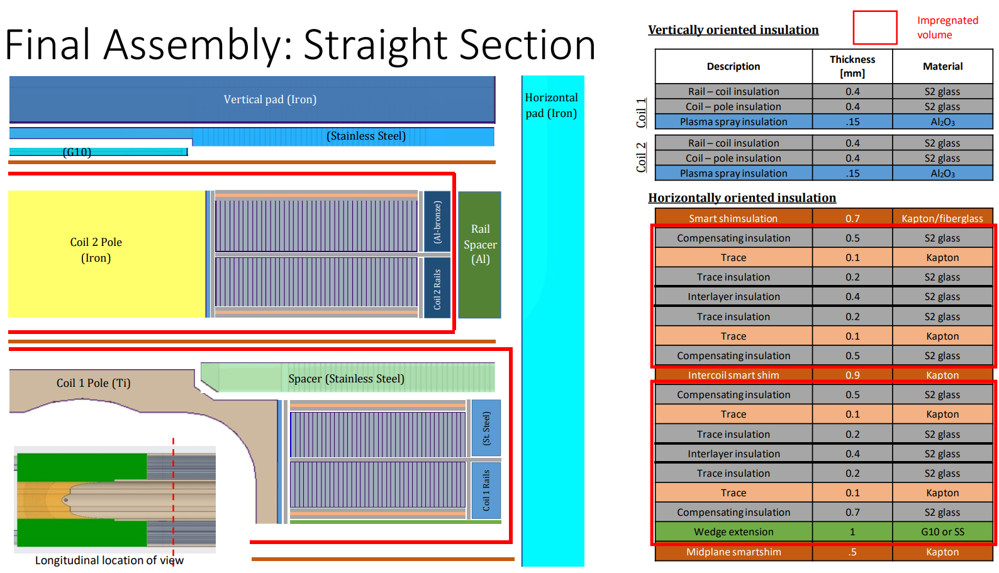 Final Assembly: Straight Section
Vertical pad (Iron)
Horizontal
pad (Iron)
(Stainless Steel)
(G10)
Coil 2 Pole
(Iron)
(Al-bronze)
Coil 2 Rails
Rail
Spacer
(Al)
Coil 1 Pole (Ti)
Spacer (Stainless Steel)
(St. Steel)
Coil 1 Rails
Longitudinal location of view
Vertically oriented insulation
Impregnated
volume
Description Thickness [mm] Material
Coil 1
Rail – coil insulation 0.4 S2 glass
Coil – pole insulation 0.4 S2 glass
Plasma spray insulation .15 Al₂O₃
Coil 2
Rail – coil insulation 0.4 S2 glass
Coil – pole insulation 0.4 S2 glass
Plasma spray insulation .15 Al₂O₃
Horizontally oriented insulation
Smart shimsulation 0.7 Kapton/fiberglass
Compensating insulation 0.5 S2 glass
Trace 0.1 Kapton
Trace insulation 0.2 S2 glass
Interlayer insulation 0.4 S2 glass
Trace insulation 0.2 S2 glass
Trace 0.1 Kapton
Compensating insulation 0.5 S2 glass
Intercoil smart shim 0.9 Kapton
Compensating insulation 0.5 S2 glass
Trace 0.1 Kapton
Trace insulation 0.2 S2 glass
Interlayer insulation 0.4 S2 glass
Trace insulation 0.2 S2 glass
Trace 0.1 Kapton
Compensating insulation 0.7 S2 glass
Wedge extension 1 G10 or SS
Midplane smartshim .5 Kapton